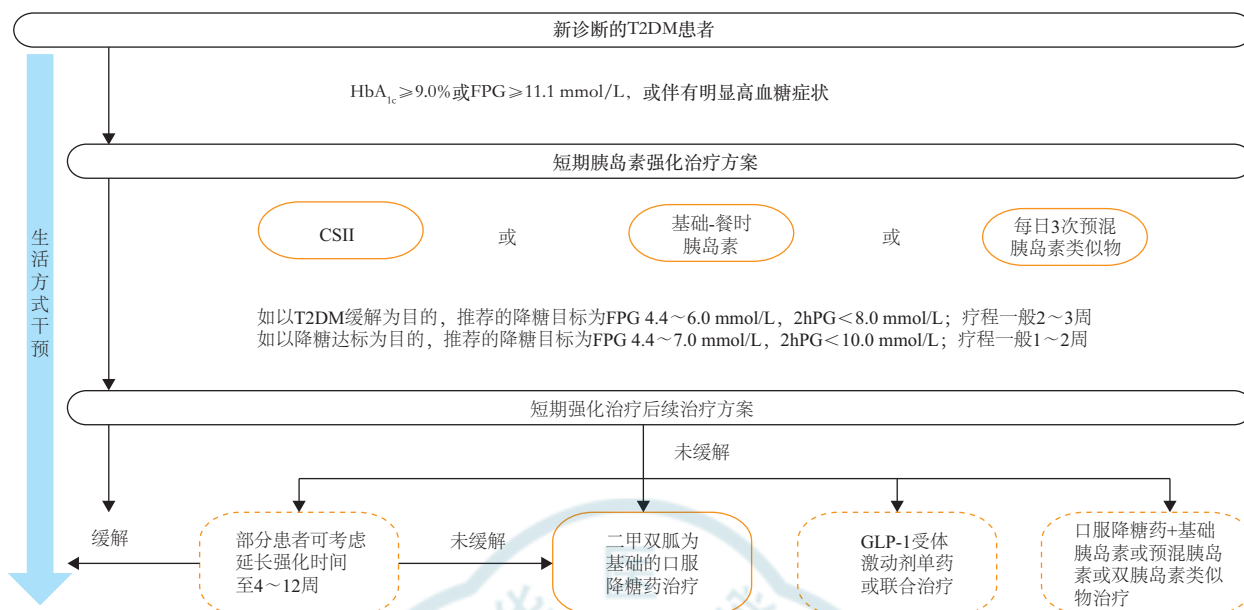 新诊断的T2DM患者
HbA1c≥9.0%或FPG≥11.1 mmol/L，或伴有明显高血糖症状
短期胰岛素强化治疗方案
CSII
或
基础-餐时
胰岛素
或
每日3次预混
胰岛素类似物
生活方式干预
如以T2DM缓解为目的，推荐的降糖目标为FPG 4.4～6.0 mmol/L，2hPG＜8.0 mmol/L；疗程一般2～3周
如以降糖达标为目的，推荐的降糖目标为FPG 4.4～7.0 mmol/L，2hPG＜10.0 mmol/L；疗程一般1～2周
短期强化治疗后续治疗方案
未缓解
缓解
部分患者可考虑
延长强化时间
至4～12周
未缓解
二甲双胍为
基础的口服
降糖药治疗
GLP-1受体
激动剂单药
或联合治疗
口服降糖药+基础
胰岛素或预混胰岛
素或双胰岛素类似
物治疗